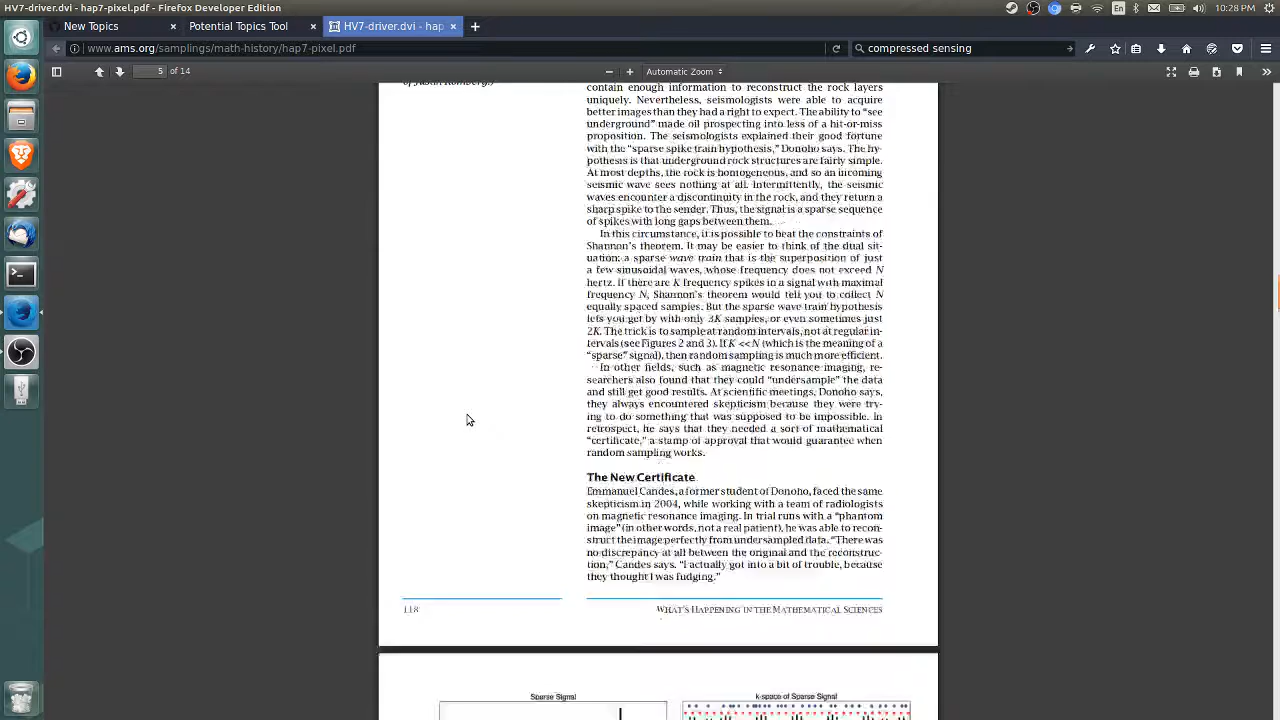 HV7-driver.dvi - hap7-pixel.pdf - Firefox Developer Edition
EN
10:28 PM
New Topics
Potential Topics Tool
HV7-driver.dvi - hap
www.ams.org/samplings/math-history/hap7-pixel.pdf
compressed sensing
5 of 14
Automatic Zoom
of Justin Romberg.)
contain enough information to reconstruct the rock layers
uniquely. Nevertheless, seismologists were able to acquire
better images than they had a right to expect. The ability to “see
underground” made oil prospecting into less of a hit-or-miss
proposition. The seismologists explained their good fortune
with the “sparse spike train hypothesis,” Donoho says. The hy-
pothesis is that underground rock structures are fairly simple.
At most depths, the rock is homogeneous, and so an incoming
seismic wave sees nothing at all. Intermittently, the seismic
waves encounter a discontinuity in the rock, and they return a
sharp spike to the sender. Thus, the signal is a sparse sequence
of spikes with long gaps between them.
In this circumstance, it is possible to beat the constraints of
Shannon’s theorem. It may be easier to think of the dual sit-
uation: a sparse wave train that is the superposition of just
a few sinusoidal waves, whose frequency does not exceed N
hertz. If there are K frequency spikes in a signal with maximal
frequency N, Shannon’s theorem would tell you to collect N
equally spaced samples. But the sparse wave train hypothesis
lets you get by with only 3K samples, or even sometimes just
2K. The trick is to sample at random intervals, not at regular in-
tervals (see Figures 2 and 3). If K <<N (which is the meaning of a
“sparse” signal), then random sampling is much more efficient.
In other fields, such as magnetic resonance imaging, re-
searchers also found that they could “undersample” the data
and still get good results. At scientific meetings, Donoho says,
they always encountered skepticism because they were try-
ing to do something that was supposed to be impossible. In
retrospect, he says that they needed a sort of mathematical
“certificate,” a stamp of approval that would guarantee when
random sampling works.
The New Certificate
Emmanuel Candes, a former student of Donoho, faced the same
skepticism in 2004, while working with a team of radiologists
on magnetic resonance imaging. In trial runs with a “phantom
image” (in other words, not a real patient), he was able to recon-
struct the image perfectly from undersampled data. “There was
no discrepancy at all between the original and the reconstruc-
tion,” Candes says. “I actually got into a bit of trouble, because
they thought I was fudging.”
118
WHAT’S HAPPENING IN THE MATHEMATICAL SCIENCES
Sparse Signal
k-space of Sparse Signal